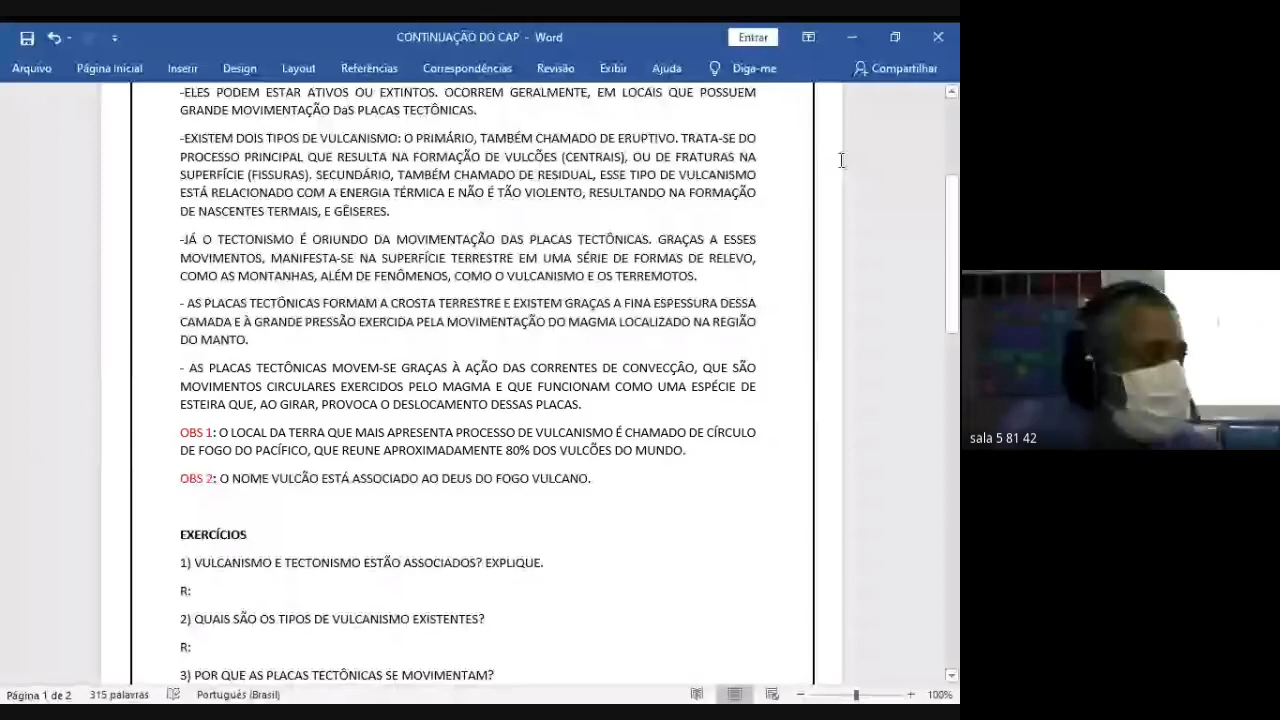 CONTINUAÇÃO DO CAP - Word
Entrar
Arquivo Página Inicial Inserir Design Layout Referências Correspondências Revisão Exibir Ajuda Diga-me Compartilhar
-ELES PODEM ESTAR ATIVOS OU EXTINTOS. OCORREM GERALMENTE, EM LOCAIS QUE POSSUEM
GRANDE MOVIMENTAÇÃO DaS PLACAS TECTÔNICAS.
-EXISTEM DOIS TIPOS DE VULCANISMO: O PRIMÁRIO, TAMBÉM CHAMADO DE ERUPTIVO. TRATA-SE DO
PROCESSO PRINCIPAL QUE RESULTA NA FORMAÇÃO DE VULCÕES (CENTRAIS), OU DE FRATURAS NA
SUPERFÍCIE (FISSURAS). SECUNDÁRIO, TAMBÉM CHAMADO DE RESIDUAL, ESSE TIPO DE VULCANISMO
ESTÁ RELACIONADO COM A ENERGIA TÉRMICA E NÃO É TÃO VIOLENTO, RESULTANDO NA FORMAÇÃO
DE NASCENTES TERMAIS, E GÊISERES.
-JÁ O TECTONISMO É ORIUNDO DA MOVIMENTAÇÃO DAS PLACAS TECTÔNICAS. GRAÇAS A ESSES
MOVIMENTOS, MANIFESTA-SE NA SUPERFÍCIE TERRESTRE EM UMA SÉRIE DE FORMAS DE RELEVO,
COMO AS MONTANHAS, ALÉM DE FENÔMENOS, COMO O VULCANISMO E OS TERREMOTOS.
- AS PLACAS TECTÔNICAS FORMAM A CROSTA TERRESTRE E EXISTEM GRAÇAS A FINA ESPESSURA DESSA
CAMADA E À GRANDE PRESSÃO EXERCIDA PELA MOVIMENTAÇÃO DO MAGMA LOCALIZADO NA REGIÃO
DO MANTO.
- AS PLACAS TECTÔNICAS MOVEM-SE GRAÇAS À AÇÃO DAS CORRENTES DE CONVECÇÂO, QUE SÃO
MOVIMENTOS CIRCULARES EXERCIDOS PELO MAGMA E QUE FUNCIONAM COMO UMA ESPÉCIE DE
ESTEIRA QUE, AO GIRAR, PROVOCA O DESLOCAMENTO DESSAS PLACAS.
OBS 1: O LOCAL DA TERRA QUE MAIS APRESENTA PROCESSO DE VULCANISMO É CHAMADO DE CÍRCULO
DE FOGO DO PACÍFICO, QUE REUNE APROXIMADAMENTE 80% DOS VULCÕES DO MUNDO.
OBS 2: O NOME VULCÃO ESTÁ ASSOCIADO AO DEUS DO FOGO VULCANO.
EXERCÍCIOS
1) VULCANISMO E TECTONISMO ESTÃO ASSOCIADOS? EXPLIQUE.
R:
2) QUAIS SÃO OS TIPOS DE VULCANISMO EXISTENTES?
R:
3) POR QUE AS PLACAS TECTÔNICAS SE MOVIMENTAM?
Página 1 de 2 315 palavras Português (Brasil) 100%
sala 5 81 42